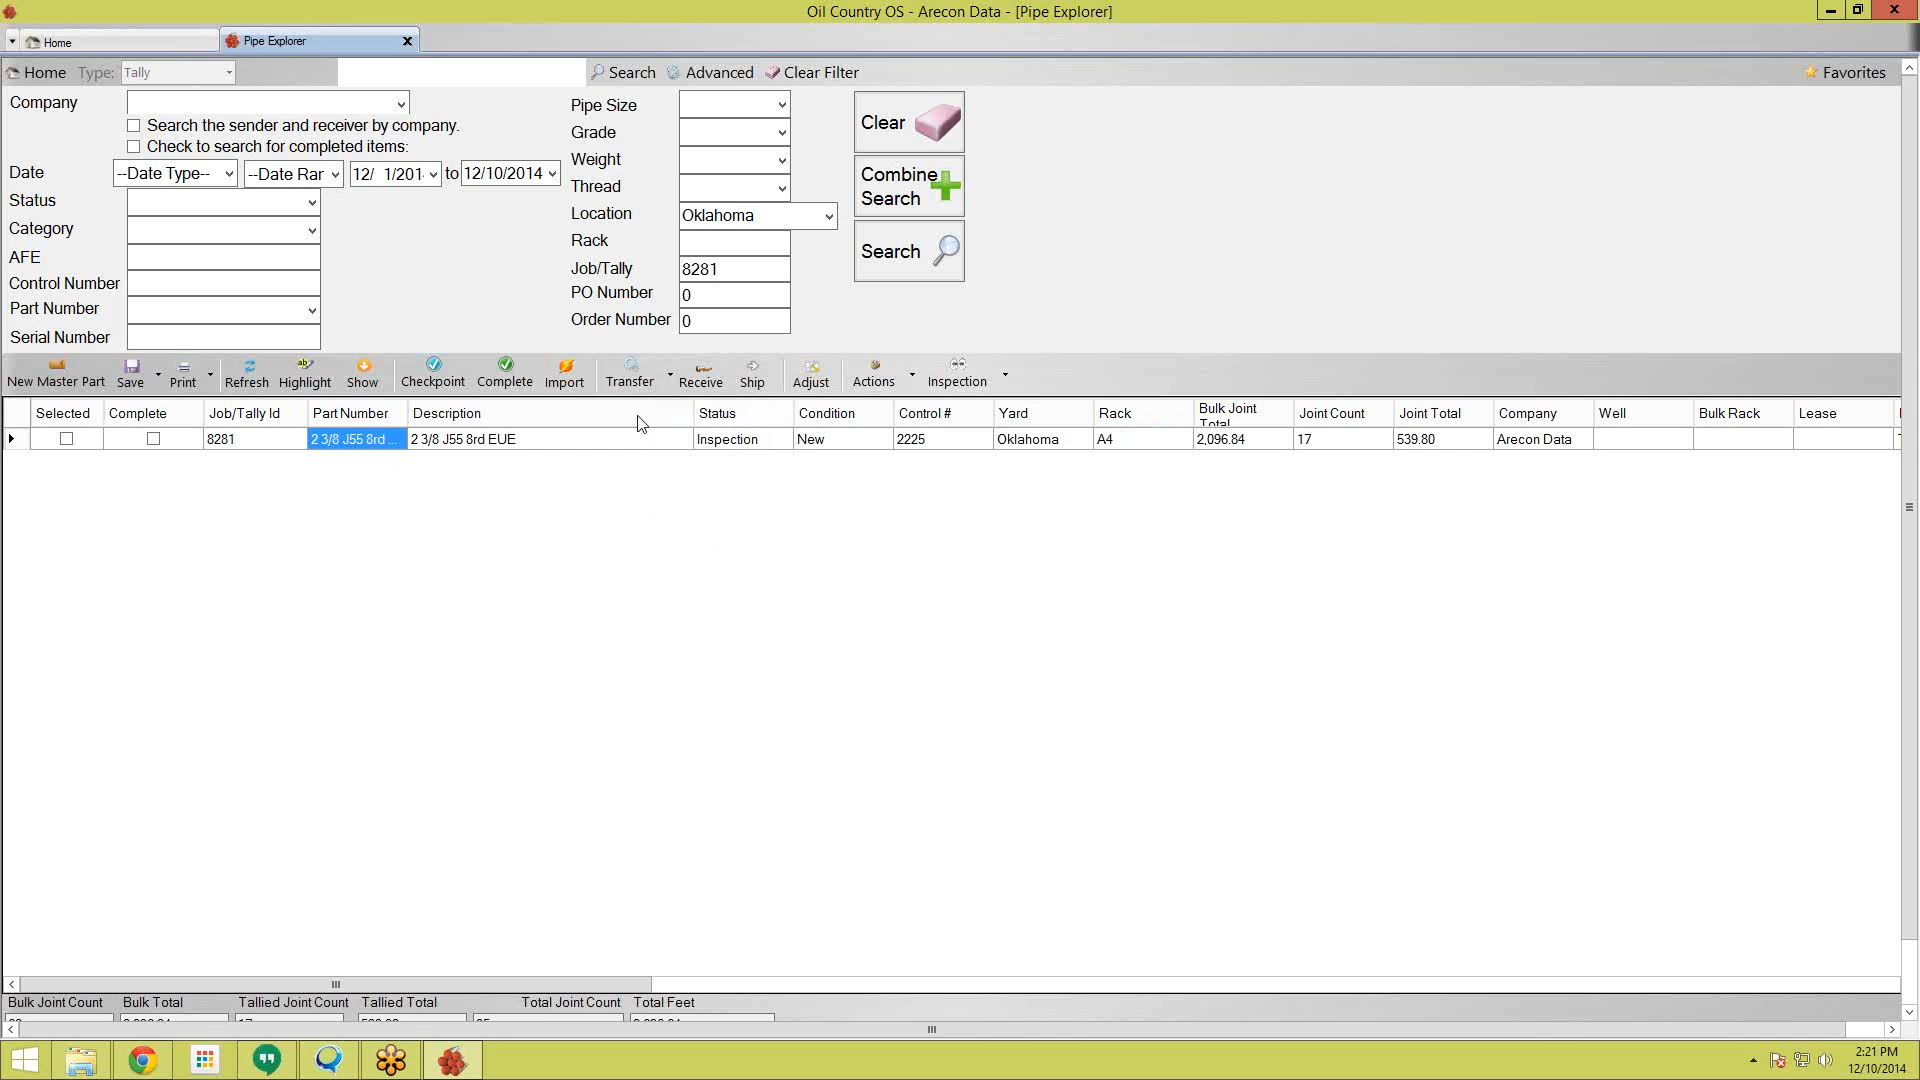 Oil Country OS - Arecon Data - [Pipe Explorer]
Home
Pipe Explorer
Home Type: Tally Search Advanced Clear Filter Favorites
Company
Search the sender and receiver by company.
Check to search for completed items:
Date --Date Type-- --Date Rar 12/ 1/201 to 12/10/2014
Status
Category
AFE
Control Number
Part Number
Serial Number
Pipe Size
Grade
Weight
Thread
Location Oklahoma
Rack
Job/Tally 8281
PO Number 0
Order Number 0
Clear
Combine
Search
Search
New Master Part Save Print Refresh Highlight Show Checkpoint Complete Import Transfer Receive Ship Adjust Actions Inspection
Selected Complete Job/Tally Id Part Number Description Status Condition Control # Yard Rack Bulk Joint Total Joint Count Joint Total Company Well Bulk Rack Lease
8281 2 3/8 J55 8rd ... 2 3/8 J55 8rd EUE Inspection New 2225 Oklahoma A4 2,096.84 17 539.80 Arecon Data
Bulk Joint Count Bulk Total Tallied Joint Count Tallied Total Total Joint Count Total Feet
2:21 PM
12/10/2014